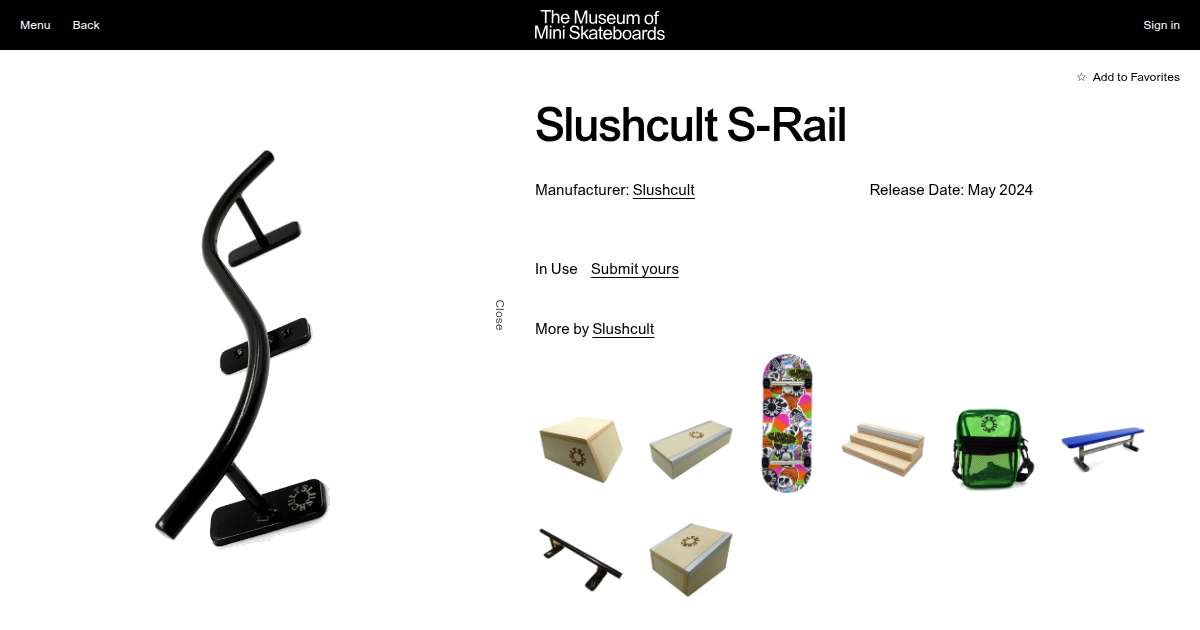 Menu
Back
The Museum of
Mini Skateboards
Sign in
☆ Add to Favorites
Slushcult S-Rail
Manufacturer: Slushcult
Release Date: May 2024
In Use
Submit yours
Close
More by Slushcult